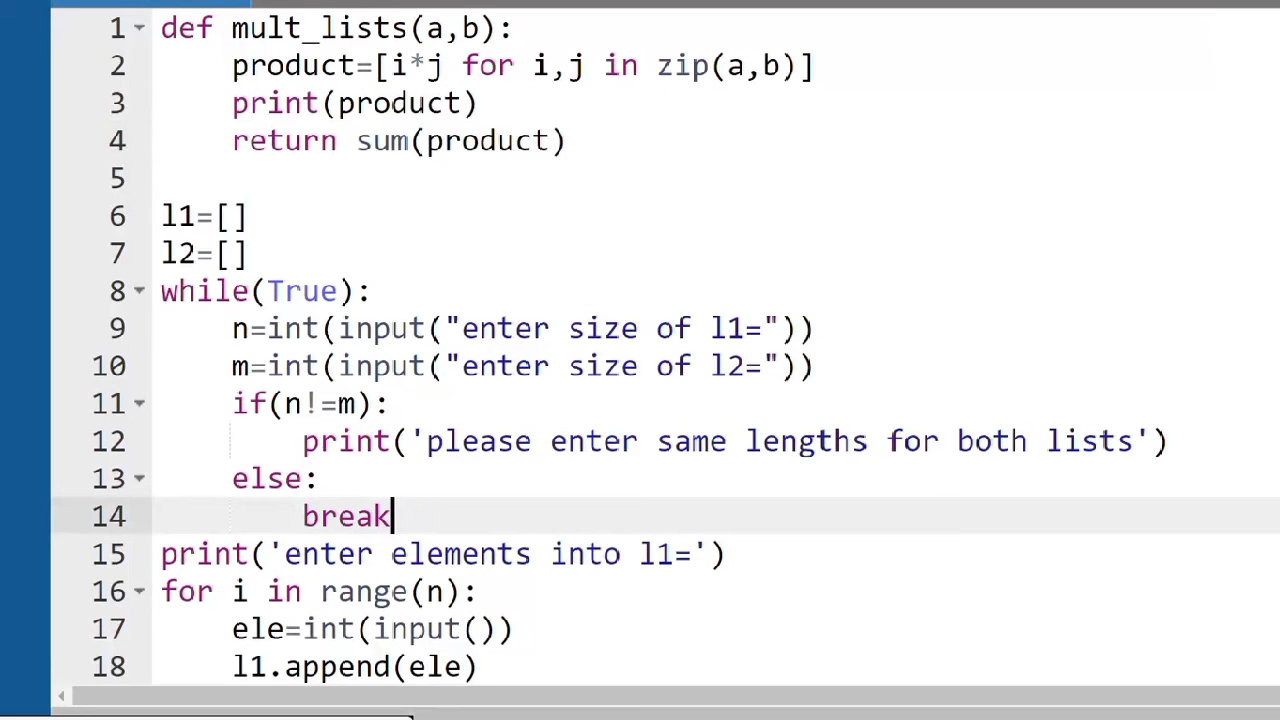 1 def mult_lists(a,b):
2     product=[i*j for i,j in zip(a,b)]
3     print(product)
4     return sum(product)
5
6 l1=[]
7 l2=[]
8 while(True):
9     n=int(input("enter size of l1="))
10     m=int(input("enter size of l2="))
11     if(n!=m):
12         print('please enter same lengths for both lists')
13     else:
14         break
15 print('enter elements into l1=')
16 for i in range(n):
17     ele=int(input())
18     l1.append(ele)